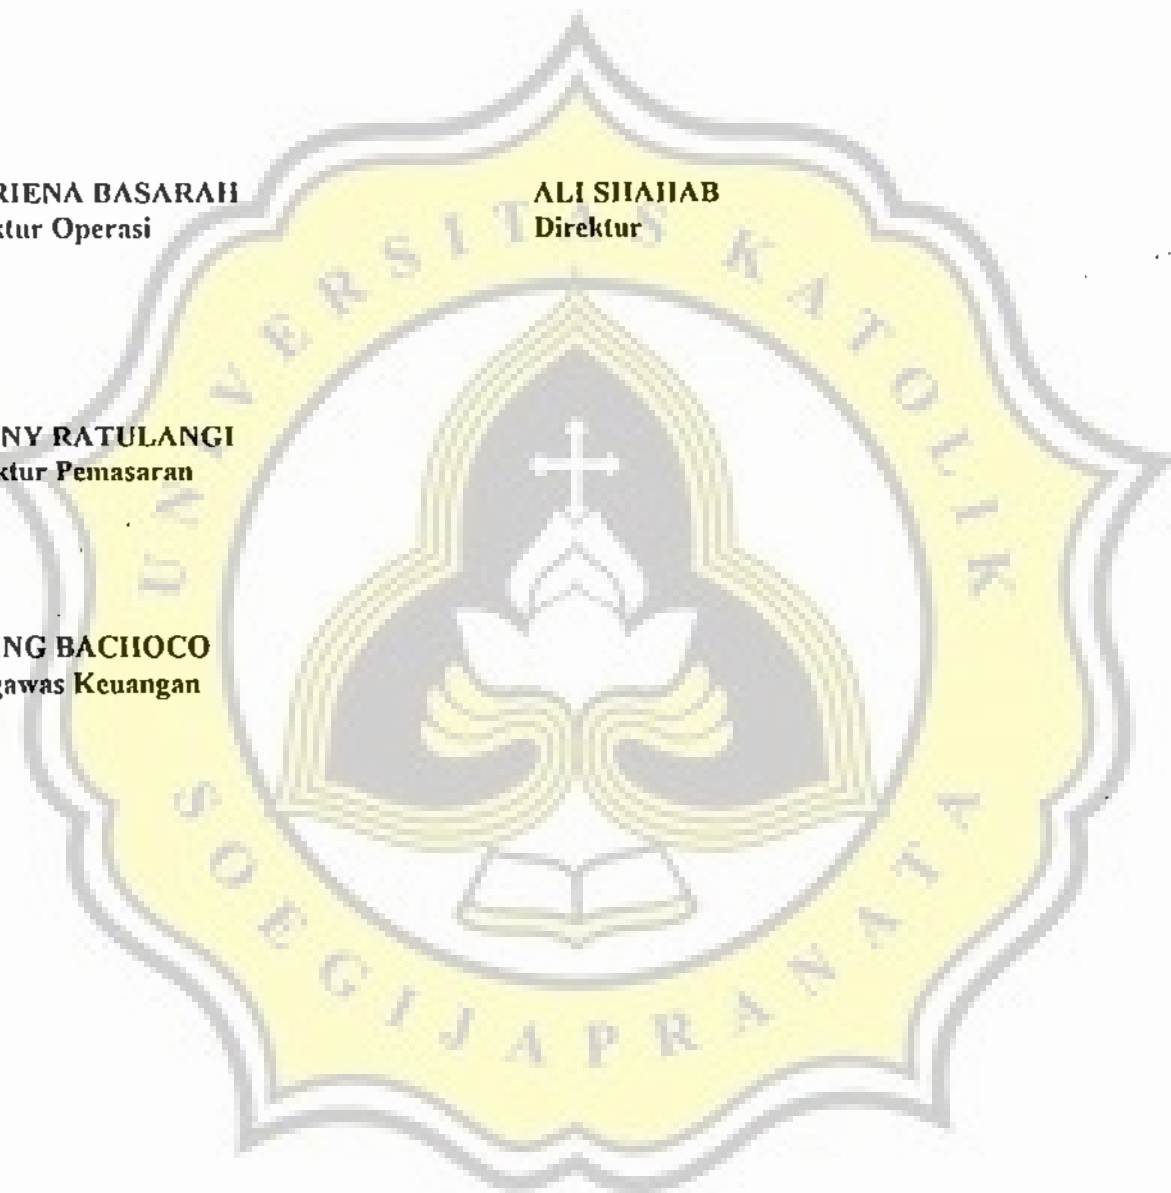 RIENA BASARAH
ktur Operasi
ALI SHAHAB
Direktur
NY RATULANGI
ktur Pemasaran
NG BACHOCO
gawas Keuangan
UNIVERSITAS KATOLIK
SOEGIJAPRANATA